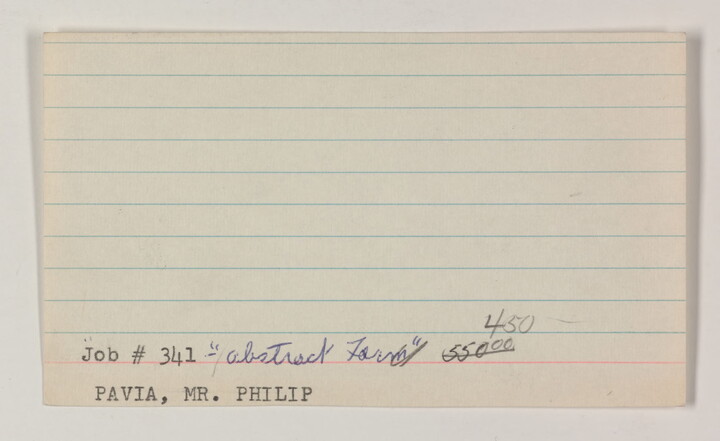 450 —
Job # 341 - "abstract Form" 550 00
PAVIA, MR. PHILIP